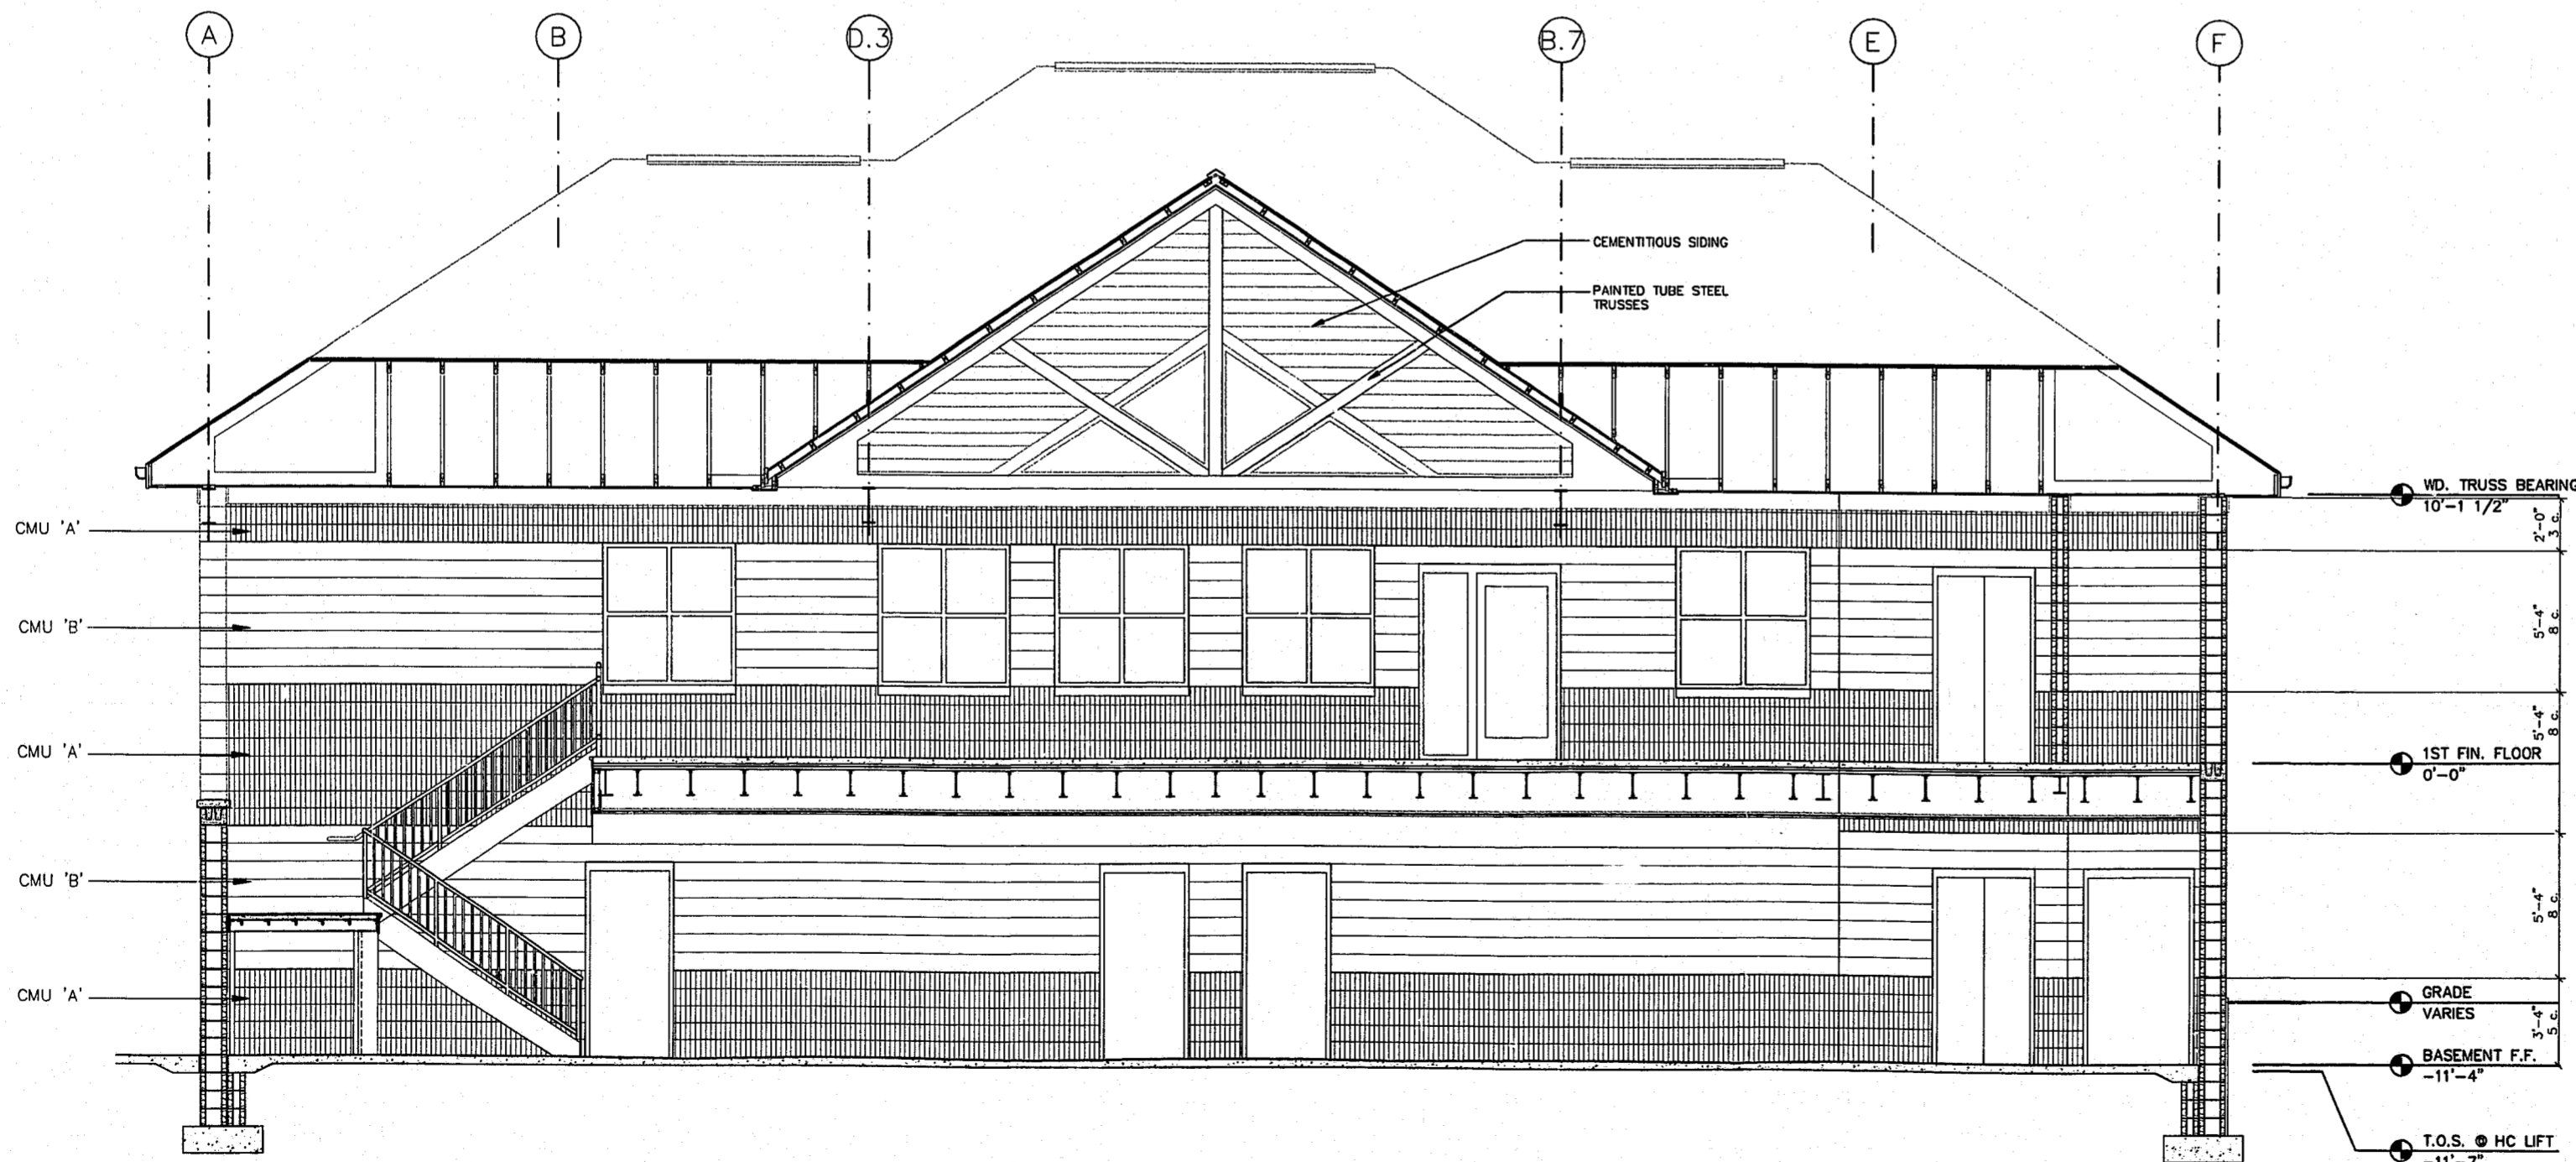 A
B
D.3
B.7
E
F
CEMENTITIOUS SIDING
PAINTED TUBE STEEL
TRUSSES
WD. TRUSS BEARING
10'-1 1/2"
2'-0"
3 c.
CMU 'A'
CMU 'B'
5'-4"
8 c.
CMU 'A'
5'-4"
8 c.
1ST FIN. FLOOR
0'-0"
CMU 'B'
5'-4"
8 c.
CMU 'A'
GRADE
VARIES
3'-4"
5 c.
BASEMENT F.F.
-11'-4"
T.O.S. @ HC LIFT
-11'-7"